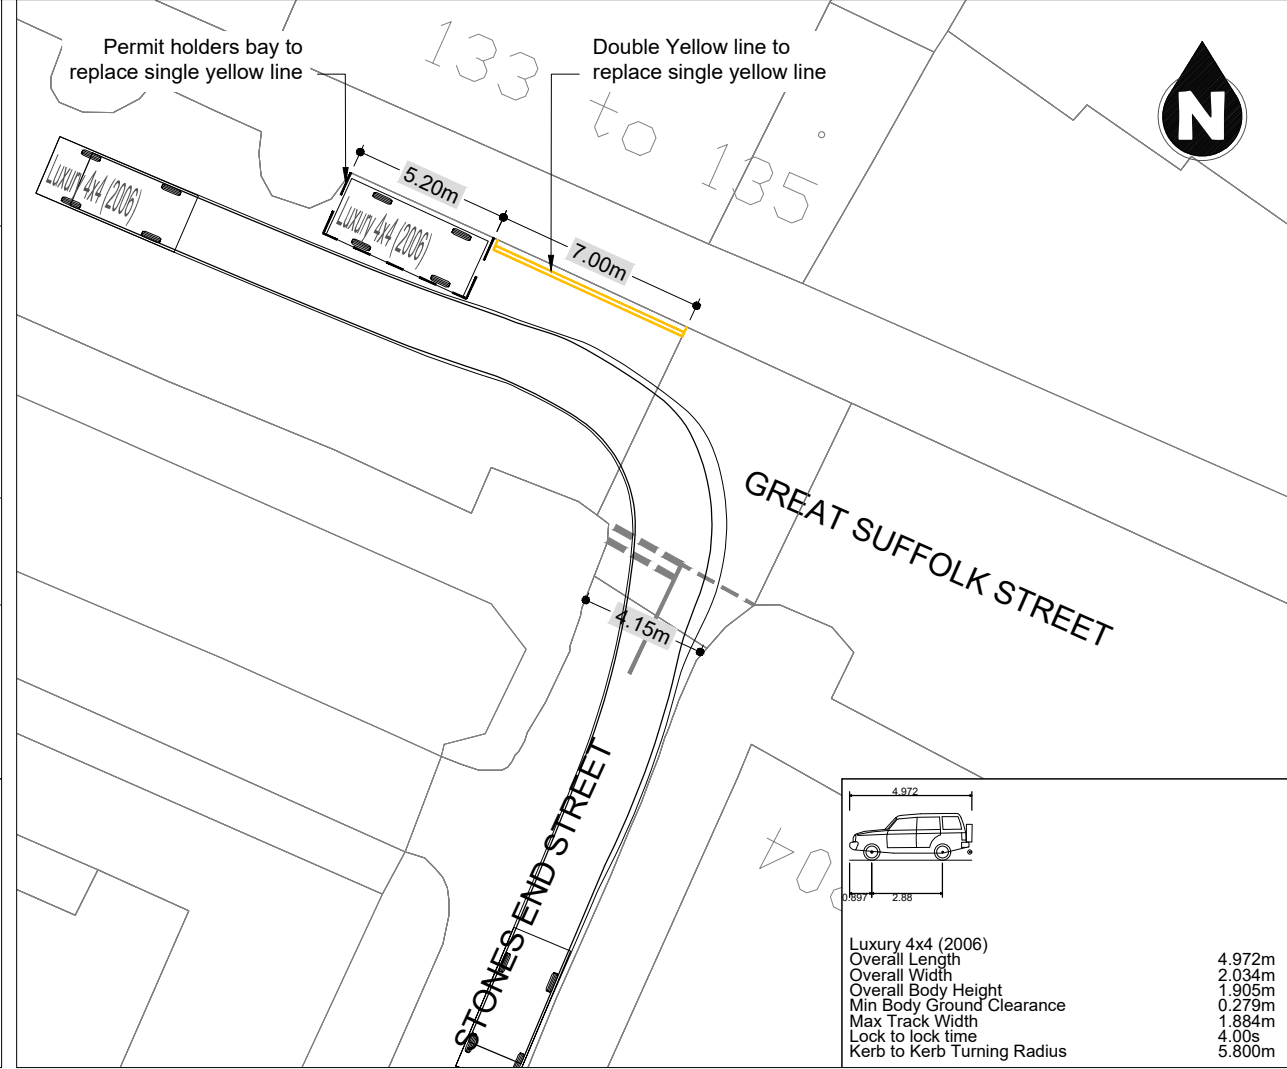 Permit holders bay to
replace single yellow line
Double Yellow line to
replace single yellow line
133 to 135
N
5.20m
7.00m
Luxury 4x4 (2006)
Luxury 4x4 (2006)
GREAT SUFFOLK STREET
4.15m
STONES END STREET
4.972
0.897
2.88
Luxury 4x4 (2006)
Overall Length 4.972m
Overall Width 2.034m
Overall Body Height 1.905m
Min Body Ground Clearance 0.279m
Max Track Width 1.884m
Lock to lock time 4.00s
Kerb to Kerb Turning Radius 5.800m